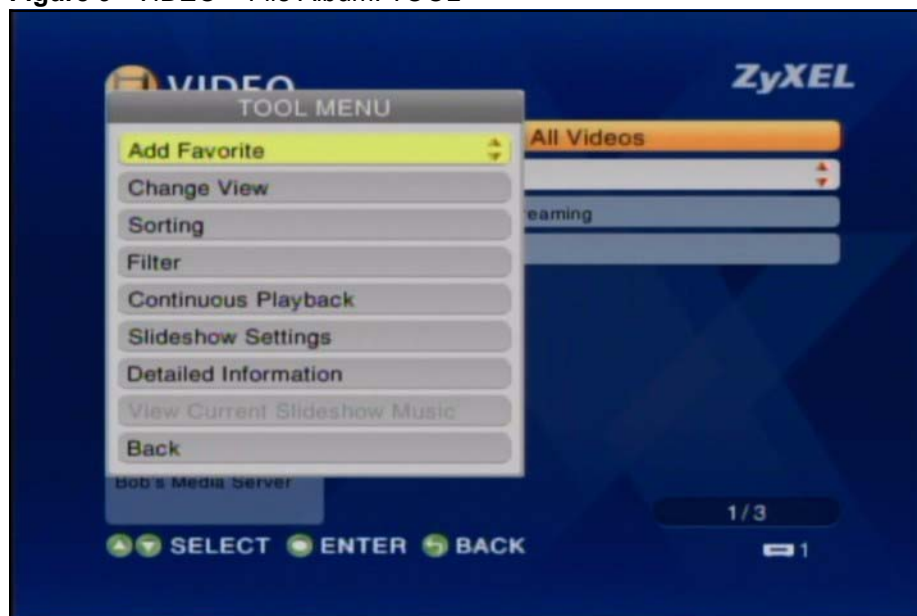 VIDEO
ZyXEL
TOOL MENU
Add Favorite
Change View
Sorting
Filter
Continuous Playback
Slideshow Settings
Detailed Information
View Current Slideshow Music
Back
All Videos
eaming
Bob's Media Server
1/3
SELECT ENTER BACK
1